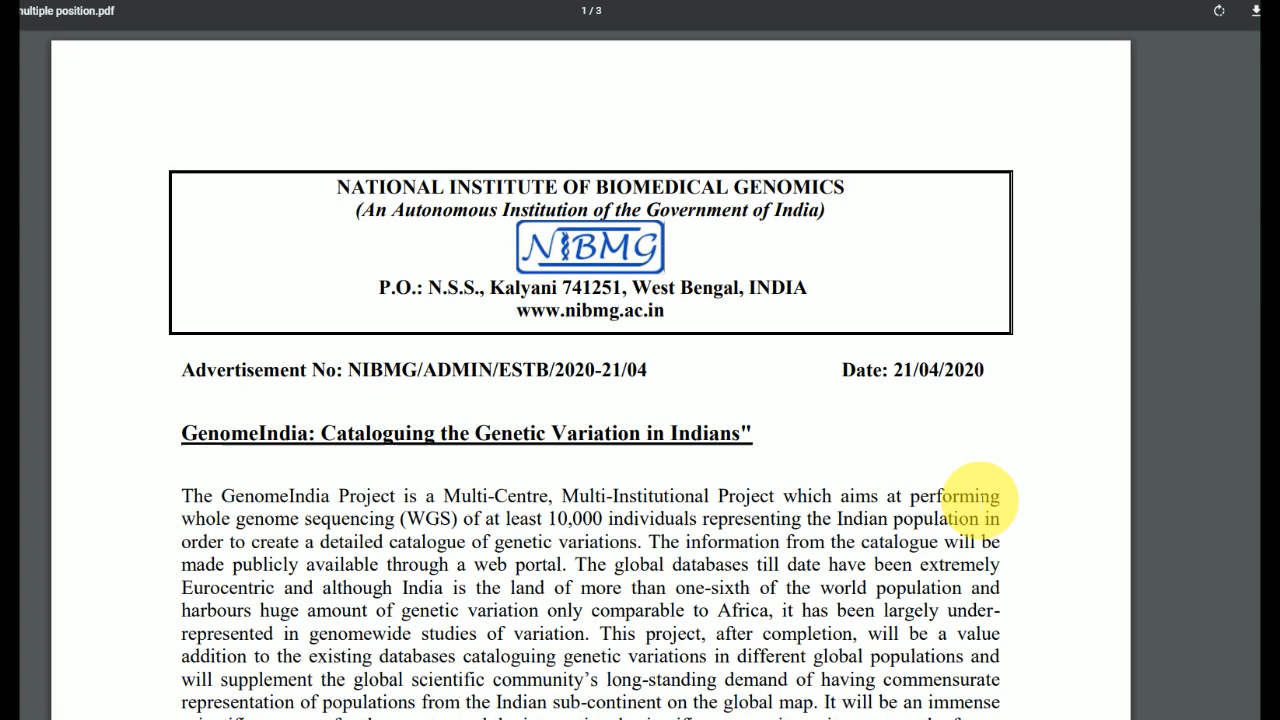 multiple position.pdf
1 / 3
NATIONAL INSTITUTE OF BIOMEDICAL GENOMICS
(An Autonomous Institution of the Government of India)
NIBMG
P.O.: N.S.S., Kalyani 741251, West Bengal, INDIA
www.nibmg.ac.in
Advertisement No: NIBMG/ADMIN/ESTB/2020-21/04 Date: 21/04/2020
GenomeIndia: Cataloguing the Genetic Variation in Indians"
The GenomeIndia Project is a Multi-Centre, Multi-Institutional Project which aims at performing
whole genome sequencing (WGS) of at least 10,000 individuals representing the Indian population in
order to create a detailed catalogue of genetic variations. The information from the catalogue will be
made publicly available through a web portal. The global databases till date have been extremely
Eurocentric and although India is the land of more than one-sixth of the world population and
harbours huge amount of genetic variation only comparable to Africa, it has been largely under-
represented in genomewide studies of variation. This project, after completion, will be a value
addition to the existing databases cataloguing genetic variations in different global populations and
will supplement the global scientific community's long-standing demand of having commensurate
representation of populations from the Indian sub-continent on the global map. It will be an immense